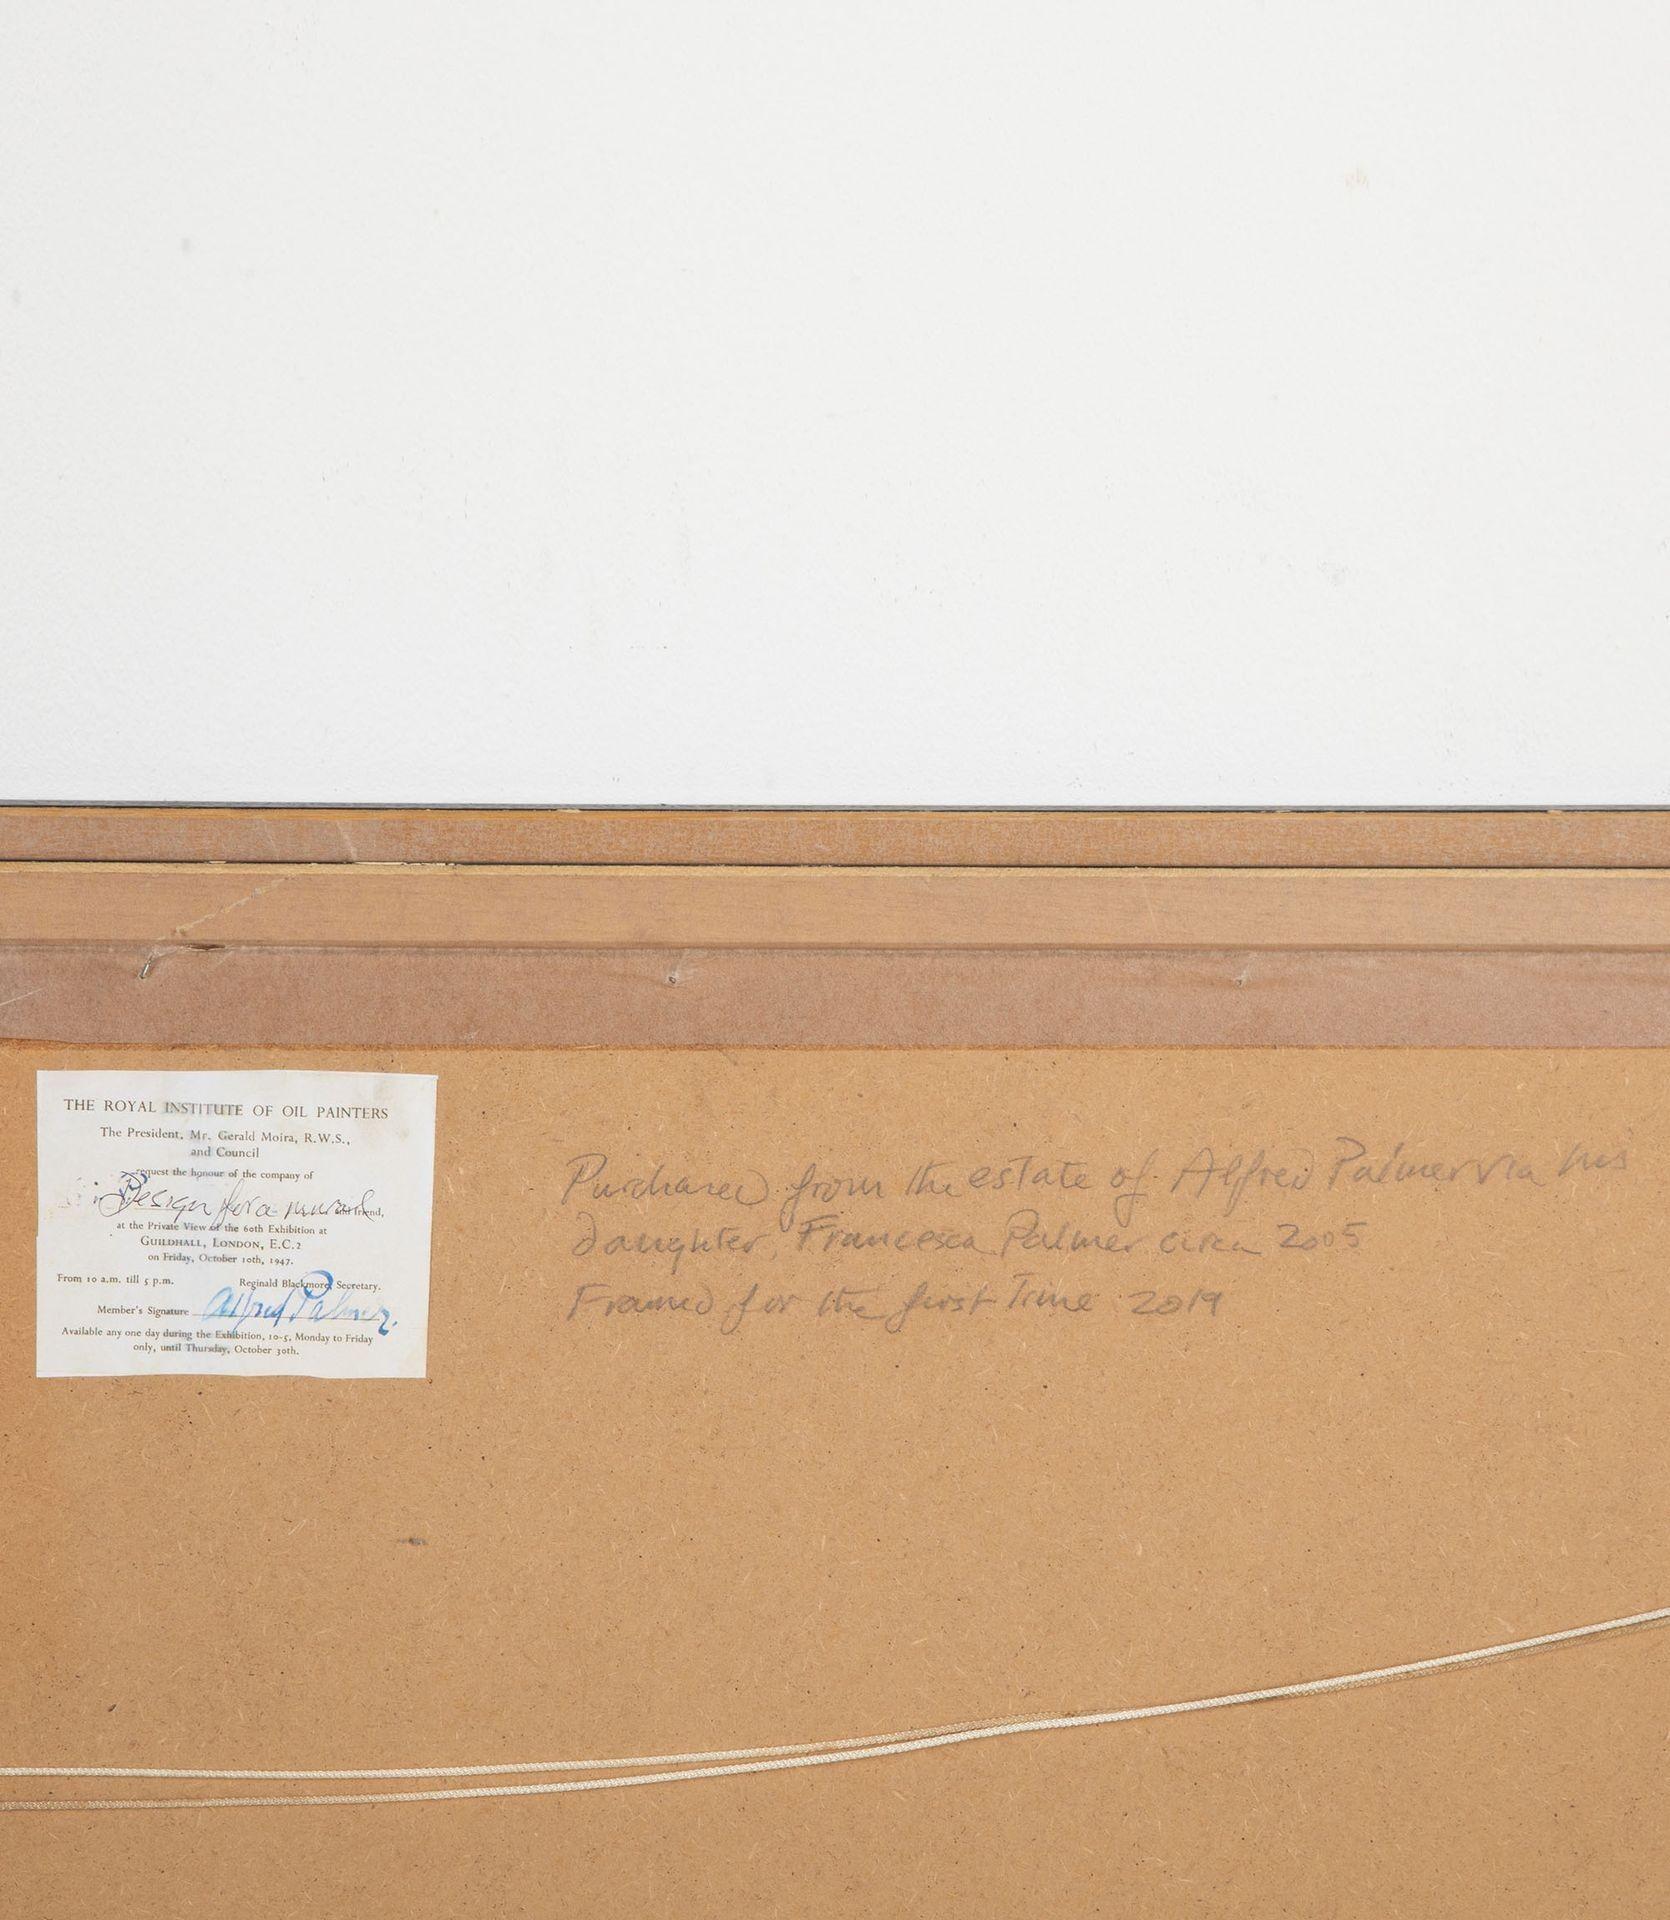 THE ROYAL INSTITUTE OF OIL PAINTERS
The President, Mr. Gerald Moira, R.W.S.,
and Council
request the honour of the company of
Design for a mural and friend,
at the Private View of the 60th Exhibition at
GUILDHALL, LONDON, E.C.2
on Friday, October 10th, 1947.
From 10 a.m. till 5 p.m. Reginald Blackmore, Secretary.
Member's Signature Alfred Palmer.
Available any one day during the Exhibition, 10-5, Monday to Friday
only, until Thursday, October 30th.
Purchased from the estate of Alfred Palmer via his
daughter, Francesca Palmer circa 2005
Framed for the first Time 2019